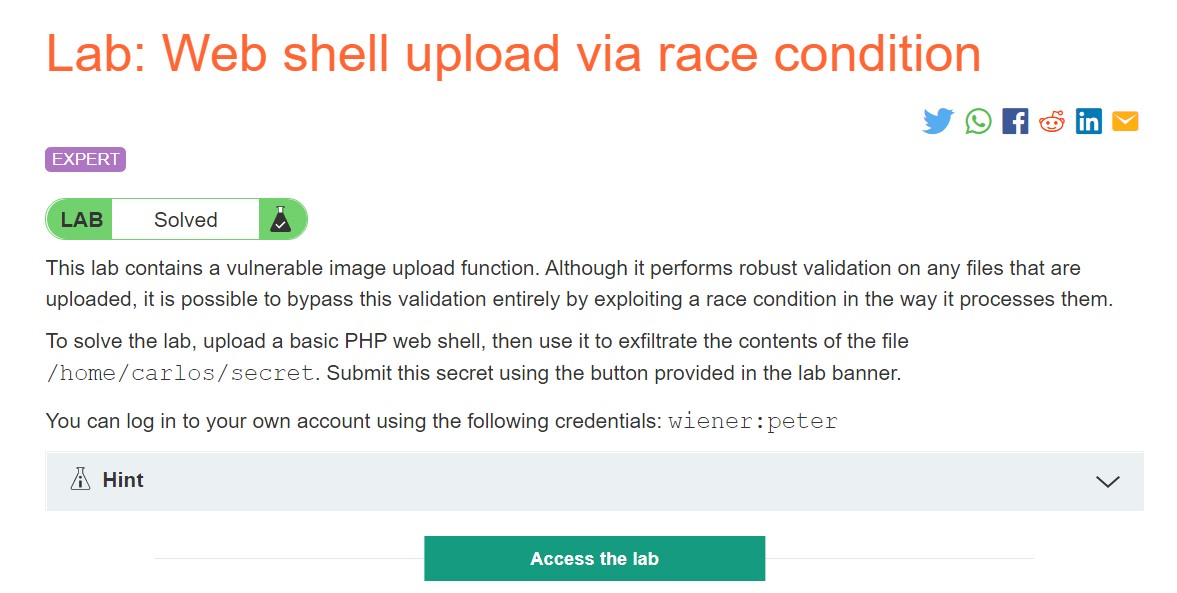 Lab: Web shell upload via race condition
EXPERT
LAB Solved
This lab contains a vulnerable image upload function. Although it performs robust validation on any files that are
uploaded, it is possible to bypass this validation entirely by exploiting a race condition in the way it processes them.
To solve the lab, upload a basic PHP web shell, then use it to exfiltrate the contents of the file
/home/carlos/secret. Submit this secret using the button provided in the lab banner.
You can log in to your own account using the following credentials: wiener:peter
Hint
Access the lab